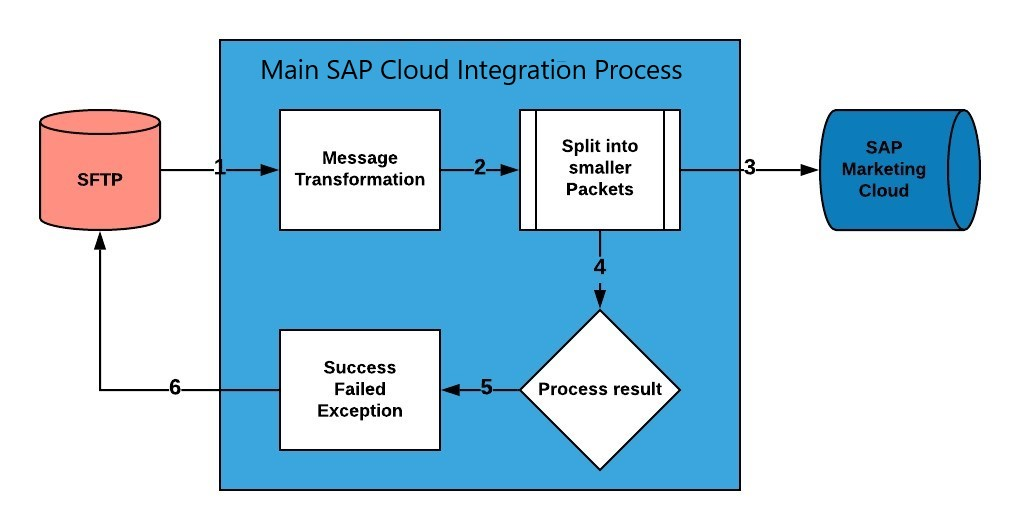 Main SAP Cloud Integration Process
SFTP
1
Message
Transformation
2
Split into
smaller
Packets
3
SAP
Marketing
Cloud
4
Process result
5
Success
Failed
Exception
6